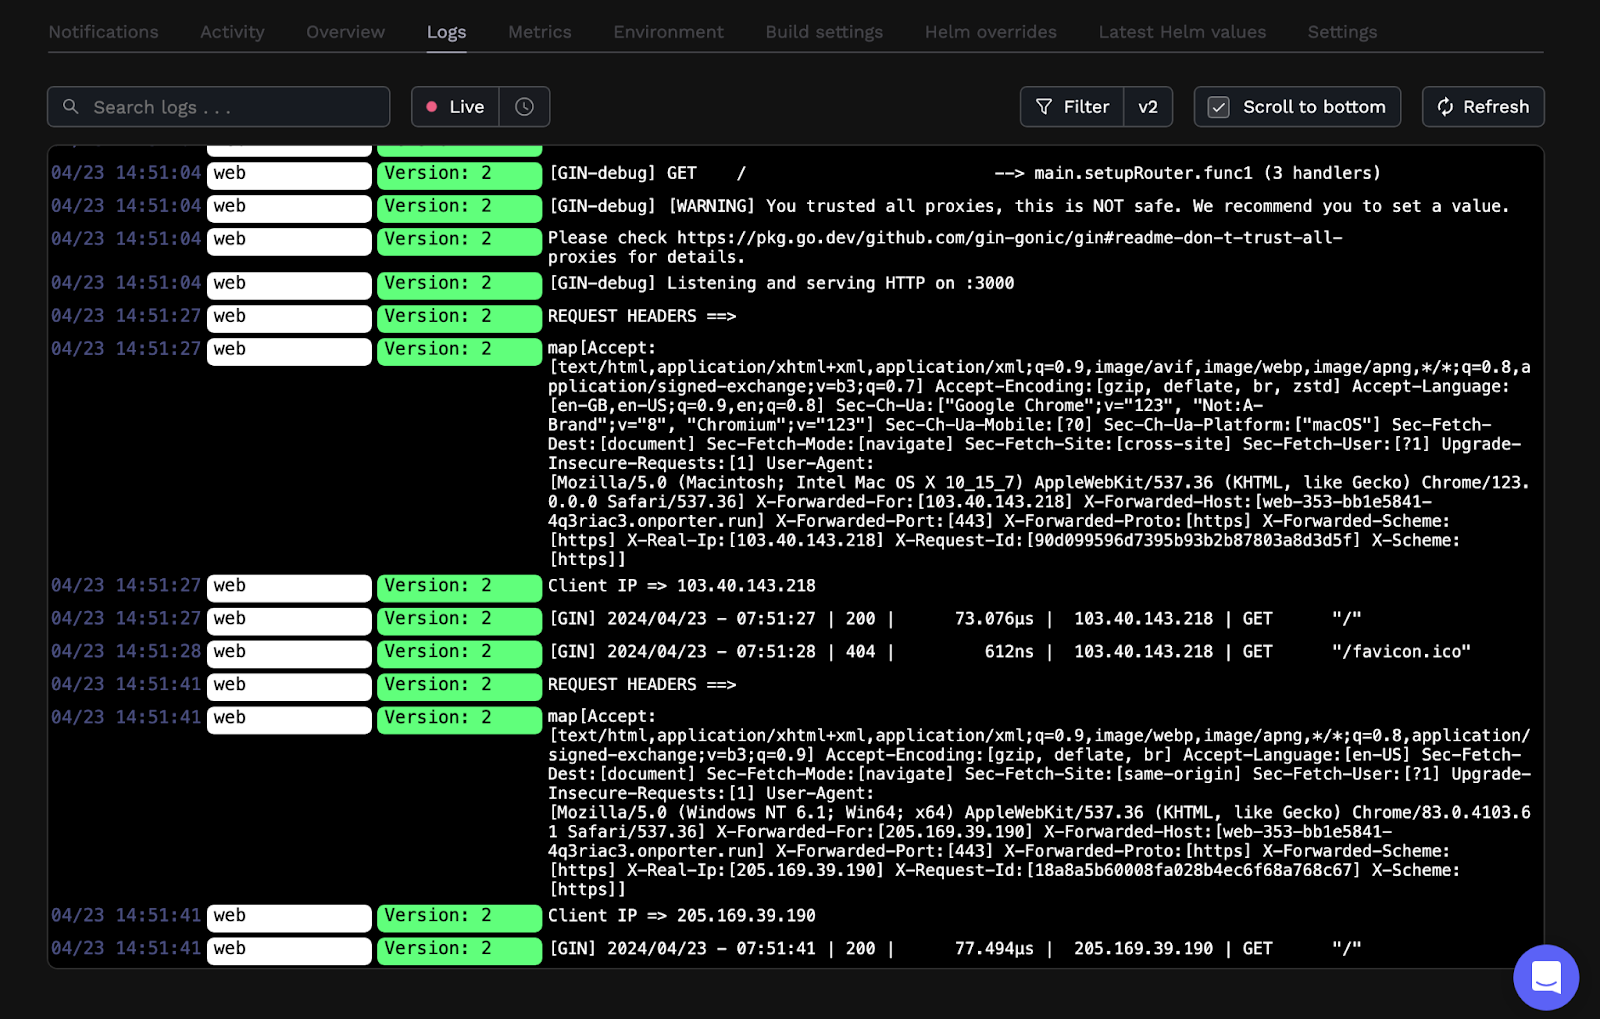 Notifications Activity Overview Logs Metrics Environment Build settings Helm overrides Latest Helm values Settings
Search logs . . . Live Filter v2 Scroll to bottom Refresh
04/23 14:51:04 web Version: 2 [GIN-debug] GET / --> main.setupRouter.func1 (3 handlers)
04/23 14:51:04 web Version: 2 [GIN-debug] [WARNING] You trusted all proxies, this is NOT safe. We recommend you to set a value.
04/23 14:51:04 web Version: 2 Please check https://pkg.go.dev/github.com/gin-gonic/gin#readme-don-t-trust-all-
proxies for details.
04/23 14:51:04 web Version: 2 [GIN-debug] Listening and serving HTTP on :3000
04/23 14:51:27 web Version: 2 REQUEST HEADERS ==>
04/23 14:51:27 web Version: 2 map[Accept:
[text/html,application/xhtml+xml,application/xml;q=0.9,image/avif,image/webp,image/apng,*/*;q=0.8,a
pplication/signed-exchange;v=b3;q=0.7] Accept-Encoding:[gzip, deflate, br, zstd] Accept-Language:
[en-GB,en-US;q=0.9,en;q=0.8] Sec-Ch-Ua:["Google Chrome";v="123", "Not:A-
Brand";v="8", "Chromium";v="123"] Sec-Ch-Ua-Mobile:[?0] Sec-Ch-Ua-Platform:["macOS"] Sec-Fetch-
Dest:[document] Sec-Fetch-Mode:[navigate] Sec-Fetch-Site:[cross-site] Sec-Fetch-User:[?1] Upgrade-
Insecure-Requests:[1] User-Agent:
[Mozilla/5.0 (Macintosh; Intel Mac OS X 10_15_7) AppleWebKit/537.36 (KHTML, like Gecko) Chrome/123.
0.0.0 Safari/537.36] X-Forwarded-For:[103.40.143.218] X-Forwarded-Host:[web-353-bb1e5841-
4q3riac3.onporter.run] X-Forwarded-Port:[443] X-Forwarded-Proto:[https] X-Forwarded-Scheme:
[https] X-Real-Ip:[103.40.143.218] X-Request-Id:[90d099596d7395b93b2b87803a8d3d5f] X-Scheme:
[https]]
04/23 14:51:27 web Version: 2 Client IP => 103.40.143.218
04/23 14:51:27 web Version: 2 [GIN] 2024/04/23 - 07:51:27 | 200 | 73.076µs | 103.40.143.218 | GET "/"
04/23 14:51:28 web Version: 2 [GIN] 2024/04/23 - 07:51:28 | 404 | 612ns | 103.40.143.218 | GET "/favicon.ico"
04/23 14:51:41 web Version: 2 REQUEST HEADERS ==>
04/23 14:51:41 web Version: 2 map[Accept:
[text/html,application/xhtml+xml,application/xml;q=0.9,image/webp,image/apng,*/*;q=0.8,application/
signed-exchange;v=b3;q=0.9] Accept-Encoding:[gzip, deflate, br] Accept-Language:[en-US] Sec-Fetch-
Dest:[document] Sec-Fetch-Mode:[navigate] Sec-Fetch-Site:[same-origin] Sec-Fetch-User:[?1] Upgrade-
Insecure-Requests:[1] User-Agent:
[Mozilla/5.0 (Windows NT 6.1; Win64; x64) AppleWebKit/537.36 (KHTML, like Gecko) Chrome/83.0.4103.6
1 Safari/537.36] X-Forwarded-For:[205.169.39.190] X-Forwarded-Host:[web-353-bb1e5841-
4q3riac3.onporter.run] X-Forwarded-Port:[443] X-Forwarded-Proto:[https] X-Forwarded-Scheme:
[https] X-Real-Ip:[205.169.39.190] X-Request-Id:[18a8a5b60008fa028b4ec6f68a768c67] X-Scheme:
[https]]
04/23 14:51:41 web Version: 2 Client IP => 205.169.39.190
04/23 14:51:41 web Version: 2 [GIN] 2024/04/23 - 07:51:41 | 200 | 77.494µs | 205.169.39.190 | GET "/"